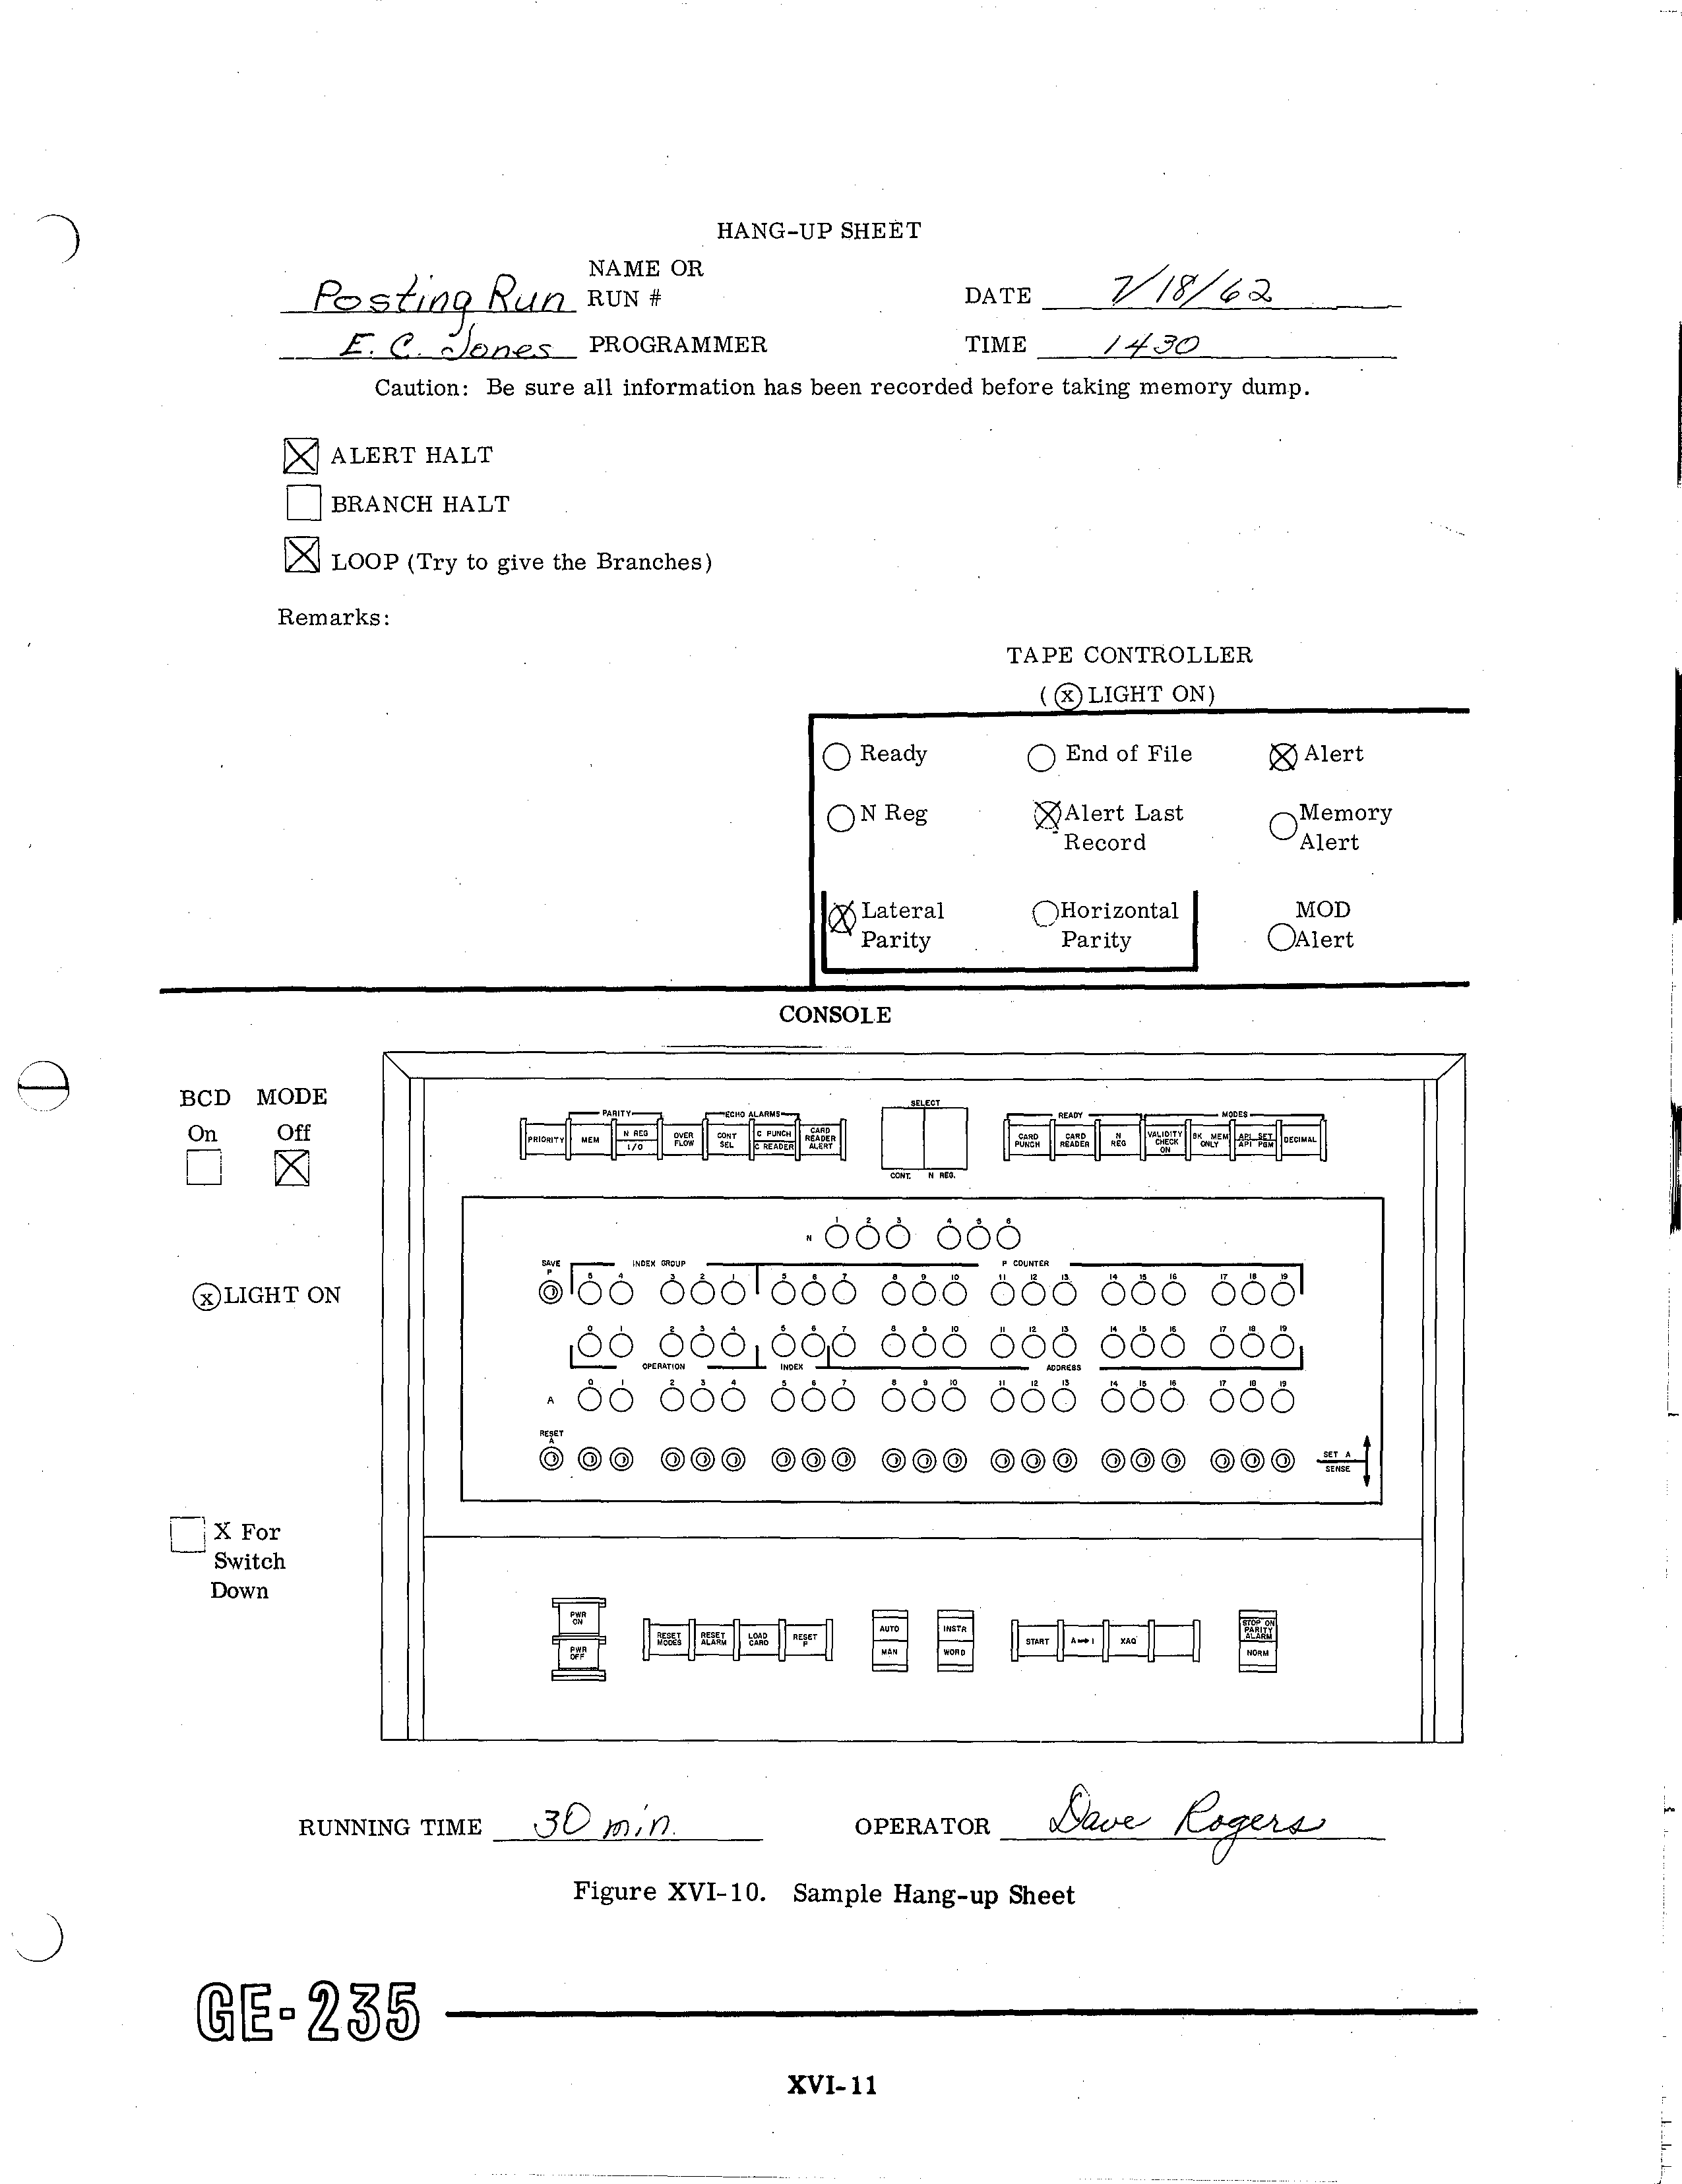 HANG-UP SHEET
Posting Run NAME OR RUN # DATE 7/18/62
E. C. Jones PROGRAMMER TIME 1430
Caution: Be sure all information has been recorded before taking memory dump.
X ALERT HALT
BRANCH HALT
X LOOP (Try to give the Branches)
Remarks:
TAPE CONTROLLER
(X LIGHT ON)
Ready End of File X Alert
N Reg X Alert Last Record Memory Alert
X Lateral Parity Horizontal Parity MOD Alert
CONSOLE
BCD MODE
On Off
X
X LIGHT ON
X For
Switch
Down
SELECT
PARITY ECHO ALARMS READY MODES
PRIORITY MEM N REG I/O OVER FLOW CONT SEL C PUNCH C READER CARD READER ALERT
CARD PUNCH CARD READER N REG VALIDITY CHECK ON 8K MEM ONLY API SET API PGM DECIMAL
CONT. N REG.
1 2 3 4 5 6
N
SAVE P INDEX GROUP P COUNTER
5 4 3 2 1 5 6 7 8 9 10 11 12 13 14 15 16 17 18 19
0 1 2 3 4 5 6 7 8 9 10 11 12 13 14 15 16 17 18 19
OPERATION INDEX ADDRESS
0 1 2 3 4 5 6 7 8 9 10 11 12 13 14 15 16 17 18 19
A
RESET A
SET A
SENSE
PWR ON
PWR OFF
RESET MODES RESET ALARM LOAD CARD RESET P
AUTO
MAN
INSTR
WORD
START A➡I XAQ
STOP ON PARITY ALARM
NORM
RUNNING TIME 30 min. OPERATOR Dave Rogers
Figure XVI-10. Sample Hang-up Sheet
GE-235
XVI-11